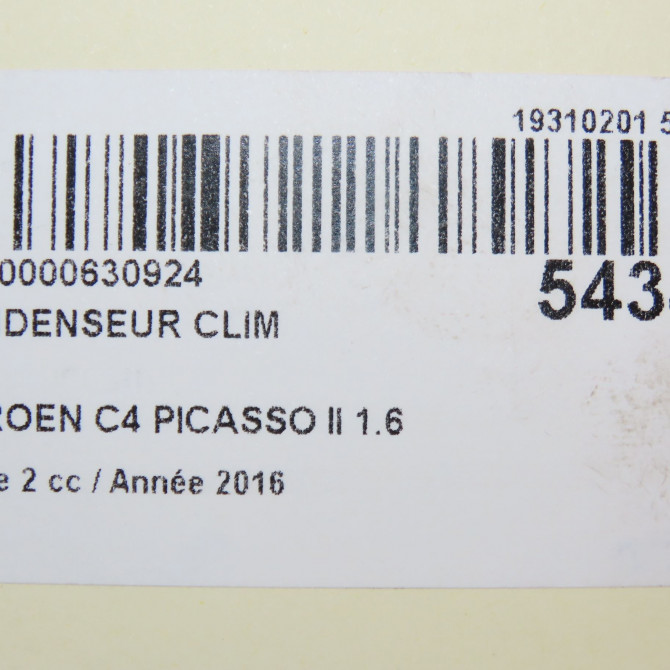 19310201 5
0000630924
543
DENSEUR CLIM
ROEN C4 PICASSO II 1.6
e 2 cc / Année 2016